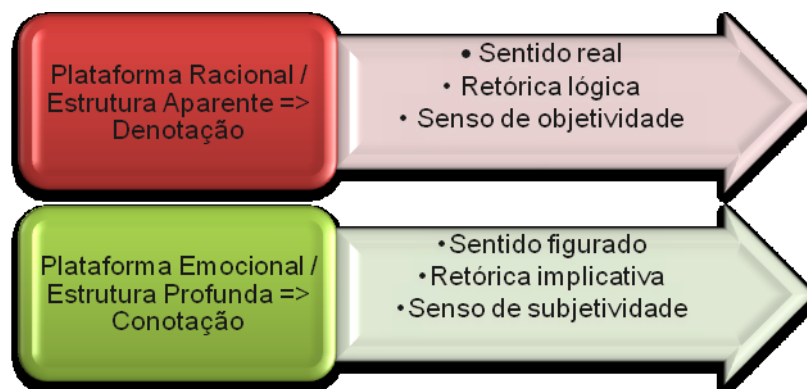 Plataforma Racional /
Estrutura Aparente =>
Denotação
• Sentido real
• Retórica lógica
• Senso de objetividade
Plataforma Emocional /
Estrutura Profunda =>
Conotação
•Sentido figurado
•Retórica implicativa
•Senso de subjetividade